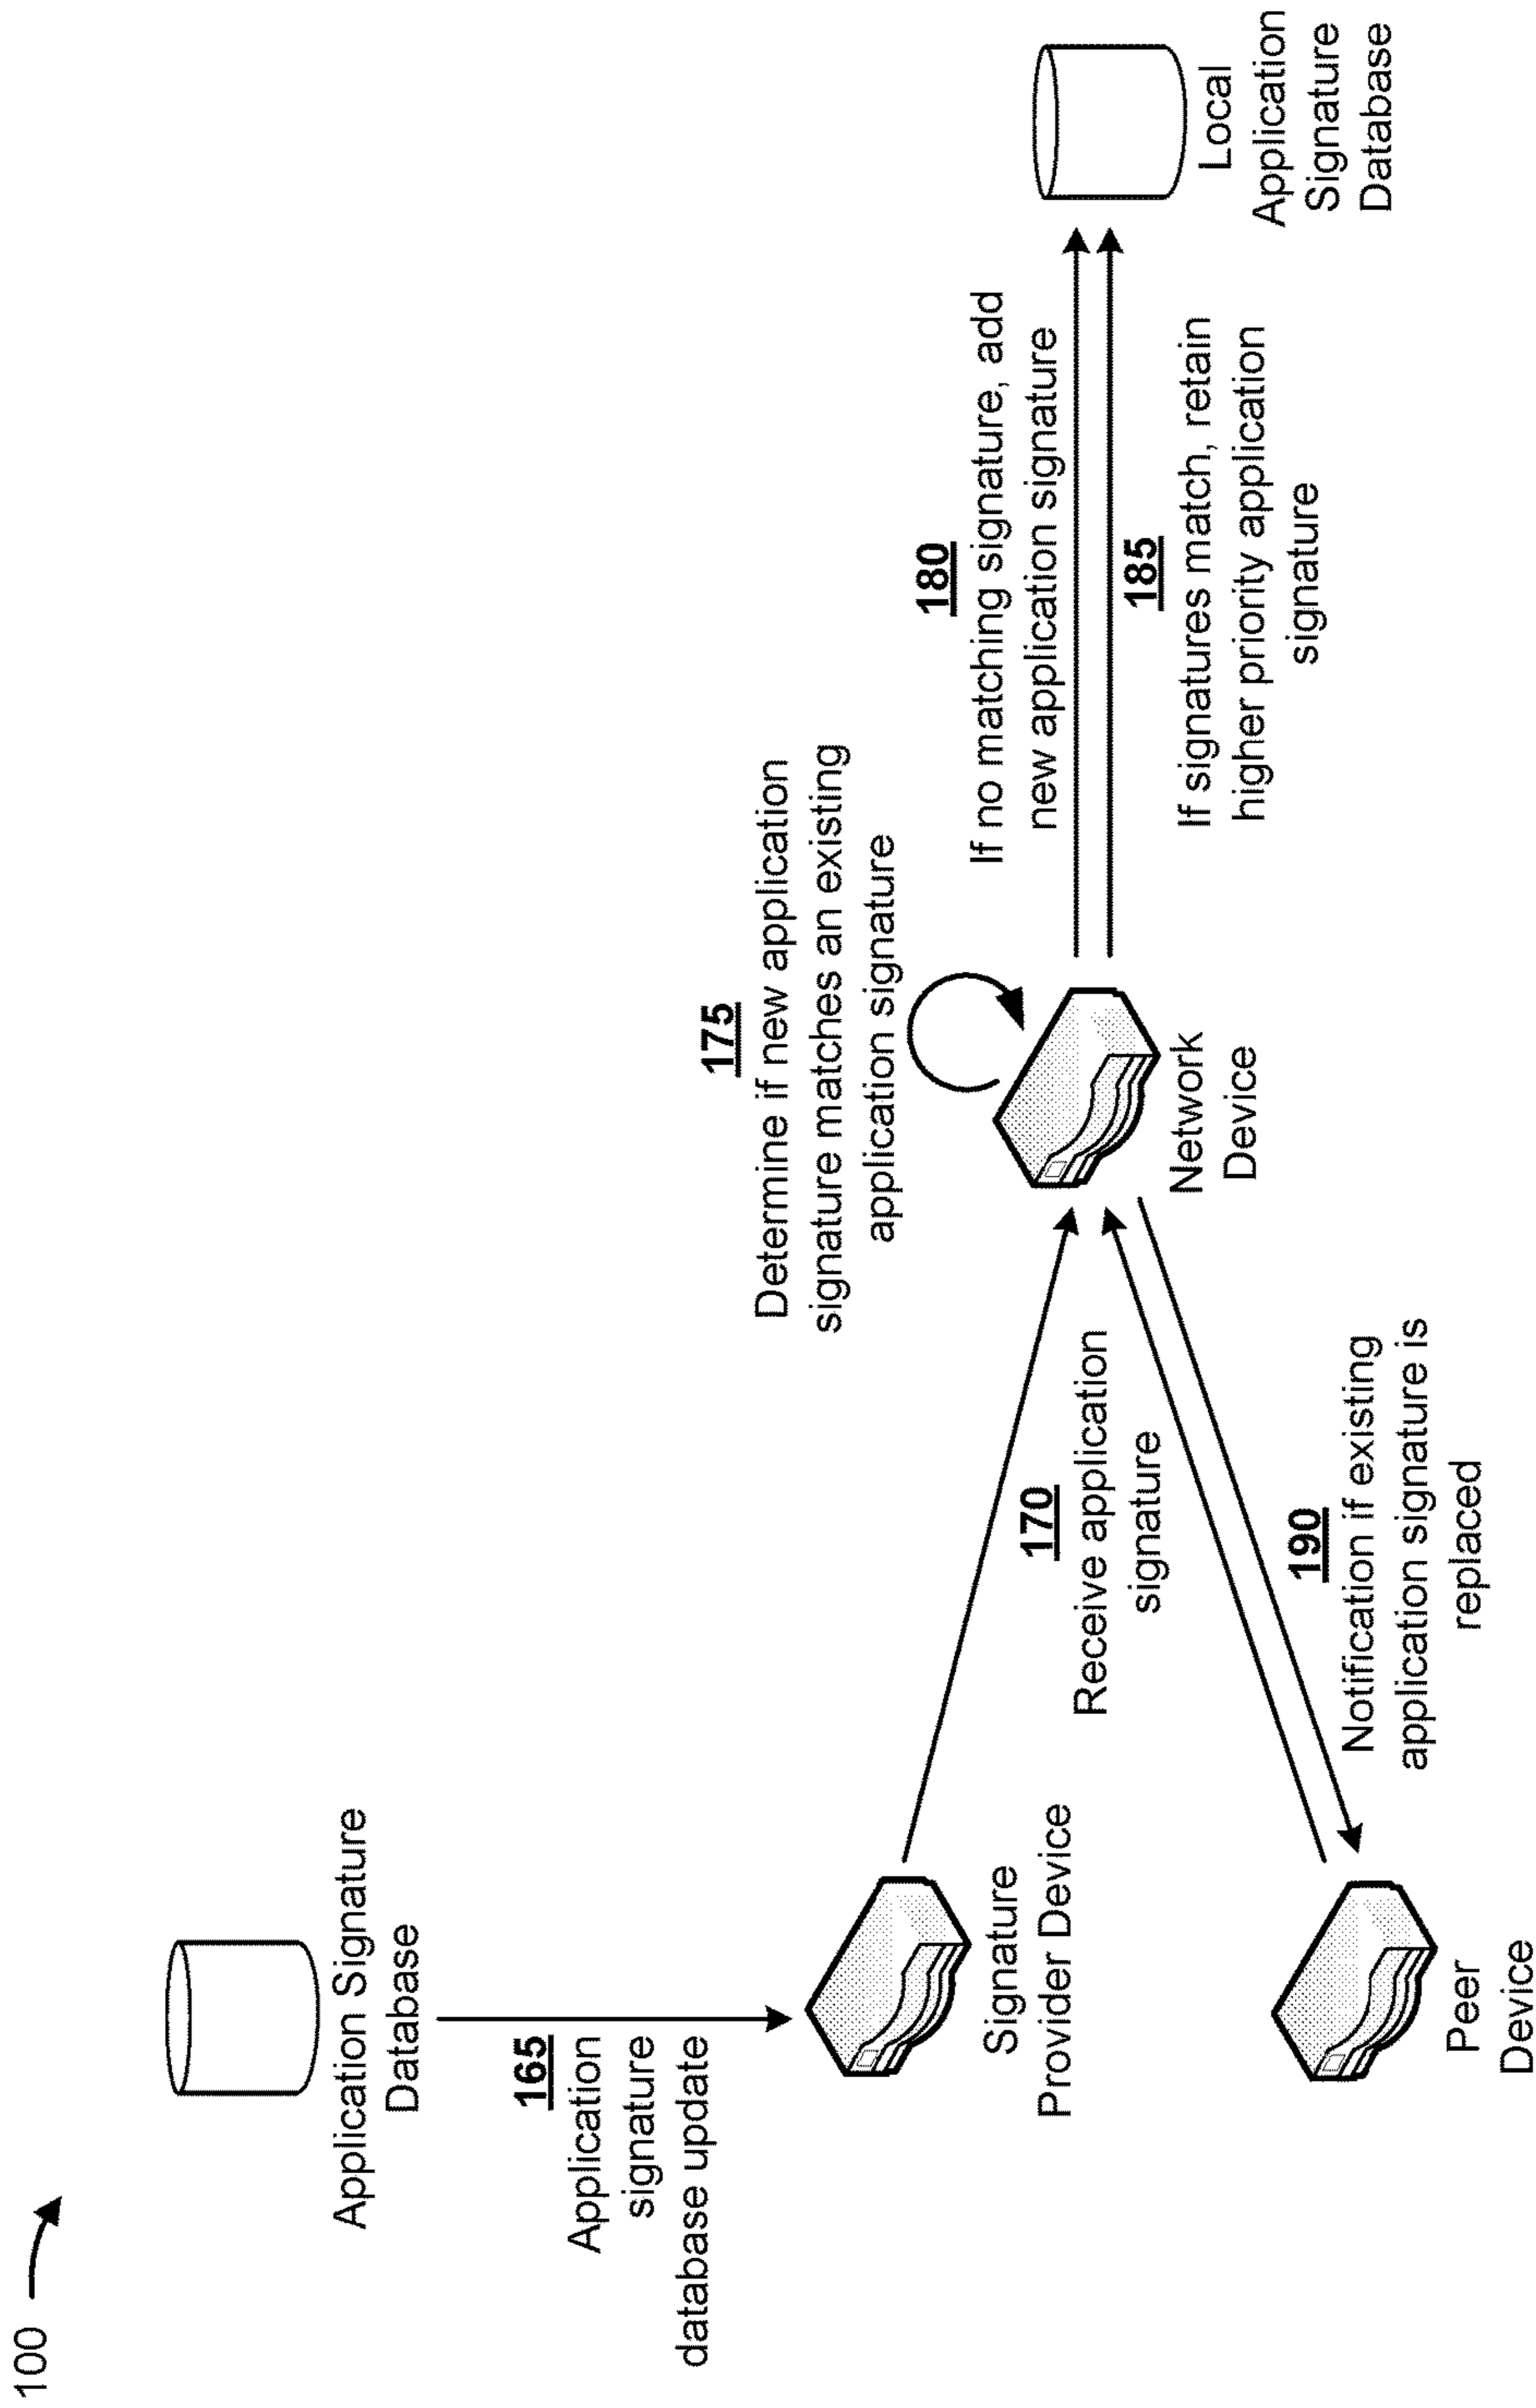 100
Application Signature
Database
165
Application
signature
database update
Signature
Provider Device
170
Receive application
signature
Peer
Device
190
Notification if existing
application signature is
replaced
175
Determine if new application
signature matches an existing
application signature
Network
Device
180
If no matching signature, add
new application signature
185
If signatures match, retain
higher priority application
signature
Local
Application
Signature
Database